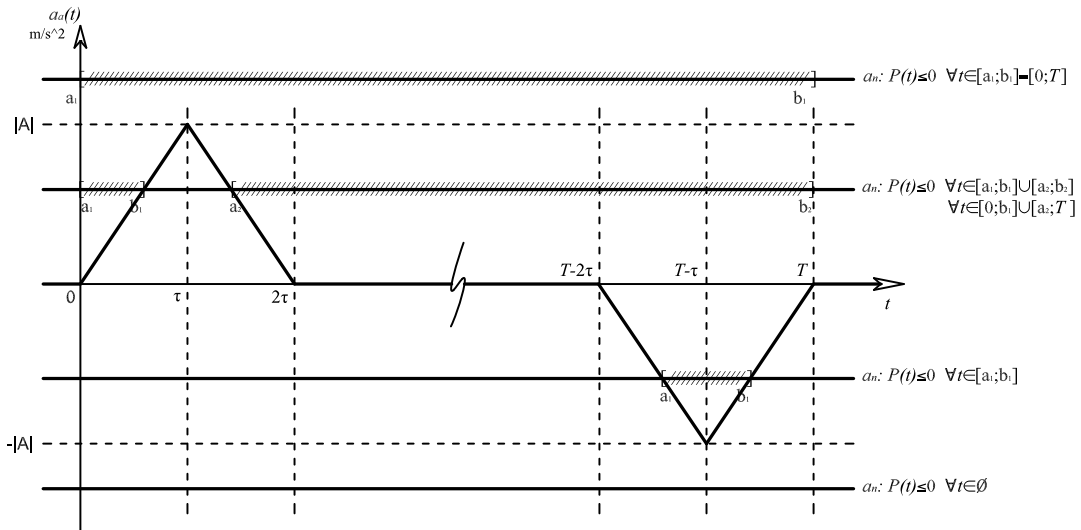 aₐ(t)
m/s^2
aₙ: P(t)≤0 ∀t∈[a₁;b₁]=[0;T]
a₁
b₁
|A|
aₙ: P(t)≤0 ∀t∈[a₁;b₁]∪[a₂;b₂]
a₁
b₁
a₂
b₂
∀t∈[0;b₁]∪[a₂;T]
T-2τ
T-τ
T
0
τ
2τ
t
aₙ: P(t)≤0 ∀t∈[a₁;b₁]
a₁
b₁
-|A|
aₙ: P(t)≤0 ∀t∈Ø